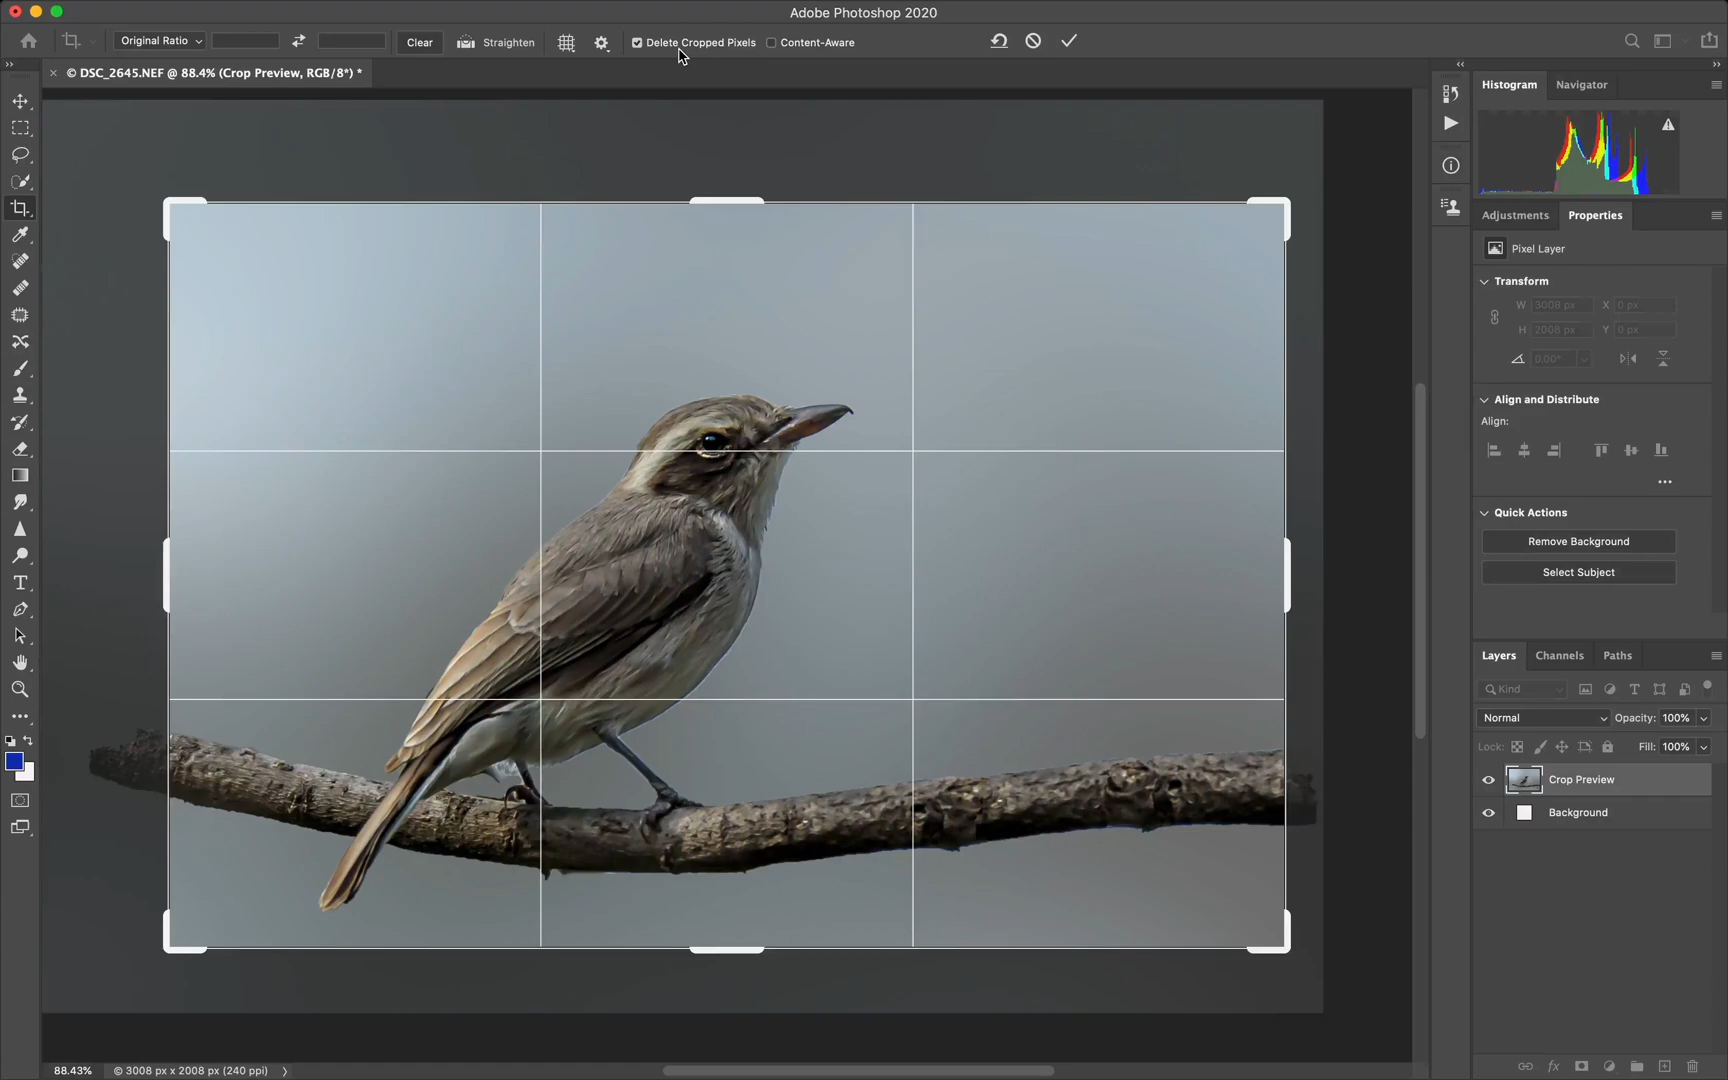 Adobe Photoshop 2020
Original Ratio Clear Straighten Delete Cropped Pixels Content-Aware
© DSC_2645.NEF @ 88.4% (Crop Preview, RGB/8*) *
Histogram Navigator
Adjustments Properties
Pixel Layer
Transform
W 3008 px X 0 px
H 2008 px Y 0 px
0.00°
Align and Distribute
Align:
Quick Actions
Remove Background
Select Subject
Layers Channels Paths
Kind
Normal Opacity: 100%
Lock: Fill: 100%
Crop Preview
Background
88.43% © 3008 px x 2008 px (240 ppi)